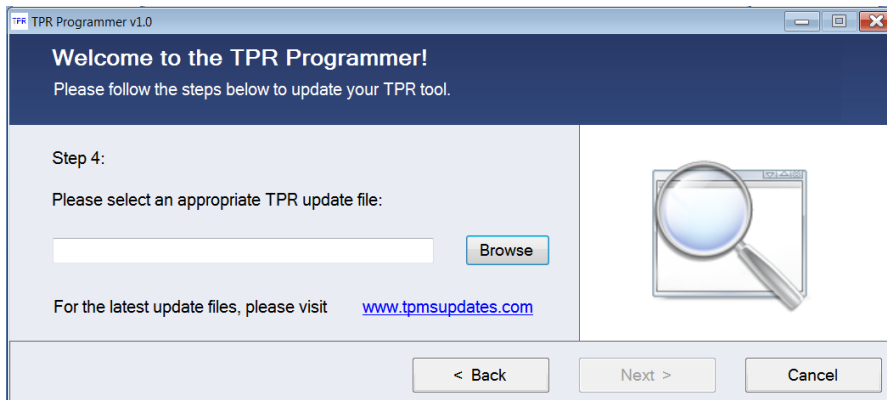 TPR TPR Programmer v1.0
Welcome to the TPR Programmer!
Please follow the steps below to update your TPR tool.
Step 4:
Please select an appropriate TPR update file:
Browse
For the latest update files, please visit www.tpmsupdates.com
< Back Next > Cancel